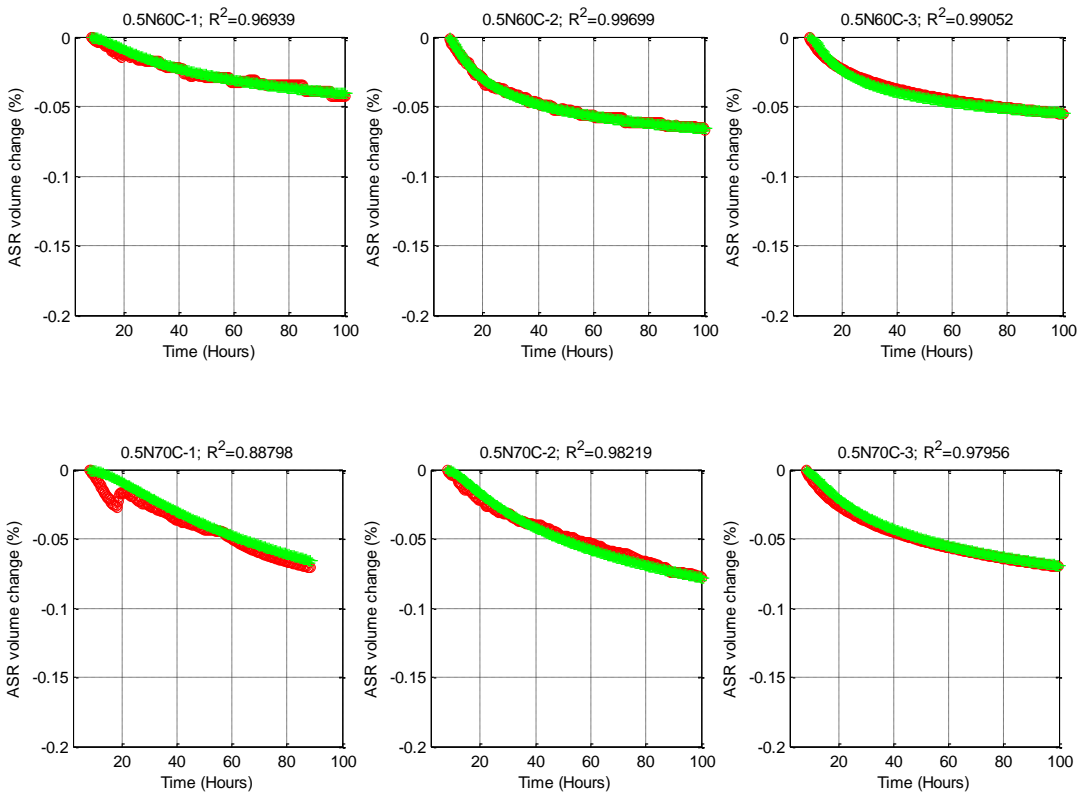 0.5N60C-1; R²=0.96939
0
-0.05
-0.1
-0.15
-0.2
20 40 60 80 100
Time (Hours)
ASR volume change (%)
0.5N60C-2; R²=0.99699
0
-0.05
-0.1
-0.15
-0.2
20 40 60 80 100
Time (Hours)
ASR volume change (%)
0.5N60C-3; R²=0.99052
0
-0.05
-0.1
-0.15
-0.2
20 40 60 80 100
Time (Hours)
ASR volume change (%)
0.5N70C-1; R²=0.88798
0
-0.05
-0.1
-0.15
-0.2
20 40 60 80 100
Time (Hours)
ASR volume change (%)
0.5N70C-2; R²=0.98219
0
-0.05
-0.1
-0.15
-0.2
20 40 60 80 100
Time (Hours)
ASR volume change (%)
0.5N70C-3; R²=0.97956
0
-0.05
-0.1
-0.15
-0.2
20 40 60 80 100
Time (Hours)
ASR volume change (%)